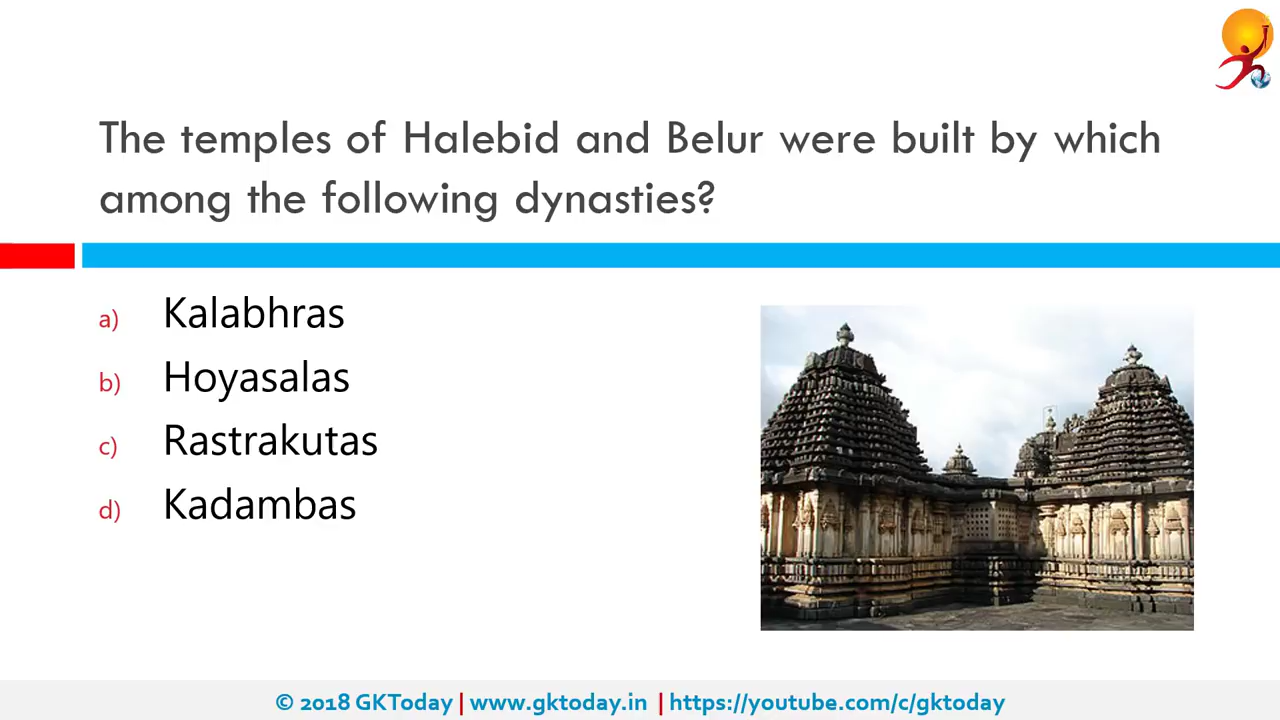 The temples of Halebid and Belur were built by which
among the following dynasties?
a) Kalabhras
b) Hoyasalas
c) Rastrakutas
d) Kadambas
© 2018 GKToday | www.gktoday.in | https://youtube.com/c/gktoday